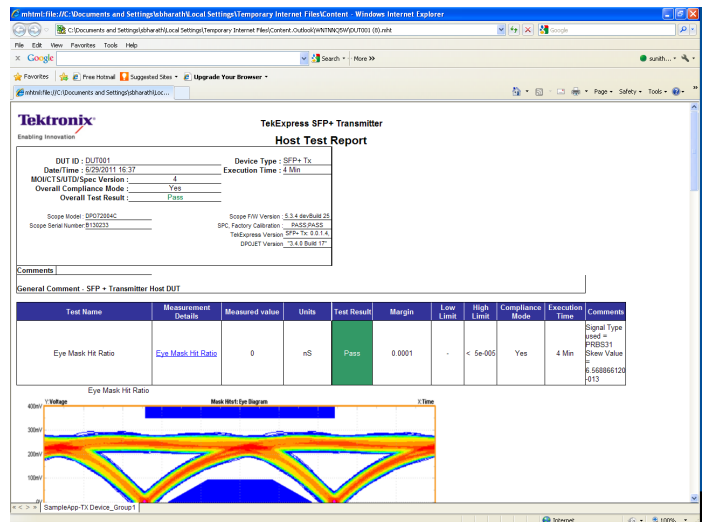 mhtml:file://C:\Documents and Settings\sbharath\Local Settings\Temporary Internet Files\Content - Windows Internet Explorer
C:\Documents and Settings\sbharath\Local Settings\Temporary Internet Files\Content.Outlook\WNTNNQ5W\DUT001 (8).mht
Google
File Edit View Favorites Tools Help
x Google Search More >> sunith...
Favorites Free Hotmail Suggested Sites Upgrade Your Browser
mhtml:file://C:\Documents and Settings\sbharath\Loc... Page Safety Tools
Tektronix
Enabling Innovation
TekExpress SFP+ Transmitter
Host Test Report
DUT ID : DUT001 Device Type : SFP+ Tx
Date/Time : 6/29/2011 16:37 Execution Time : 4 Min
MOI/CTS/UTD/Spec Version : 4
Overall Compliance Mode : Yes
Overall Test Result : Pass
Scope Model : DPO72004C Scope F/W Version : 5.3.4 devBuild 25
Scope Serial Number: B130233 SPC, Factory Calibration : PASS;PASS
TekExpress Version SFP+ Tx: 0.0.1.4,
DPOJET Version "3.4.0 Build 17"
Comments
General Comment - SFP + Transmitter Host DUT
Test Name Measurement Details Measured value Units Test Result Margin Low Limit High Limit Compliance Mode Execution Time Comments
Eye Mask Hit Ratio Eye Mask Hit Ratio 0 nS Pass 0.0001 - < 5e-005 Yes 4 Min Signal Type used = PRBS31 Skew Value = 6.568866120 -013
Eye Mask Hit Ratio
Y:Voltage Mask Hits1: Eye Diagram X:Time
400mV
300mV
200mV
100mV
0V
SampleApp-TX Device_Group1
Internet 100%